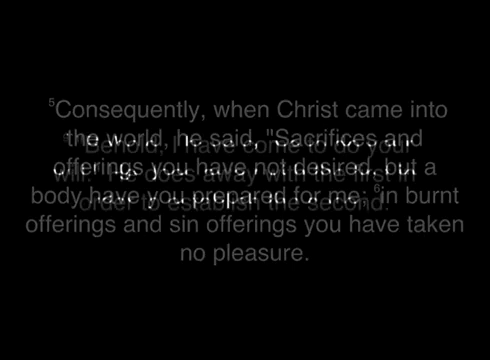 ⁵Consequently, when Christ came into
the world, he said, "Sacrifices and
offerings you have not desired, but a
body have you prepared for me; ⁶in burnt
offerings and sin offerings you have taken
no pleasure.
"Behold, I have come to do your
will." He does away with the first in
order to establish the second.